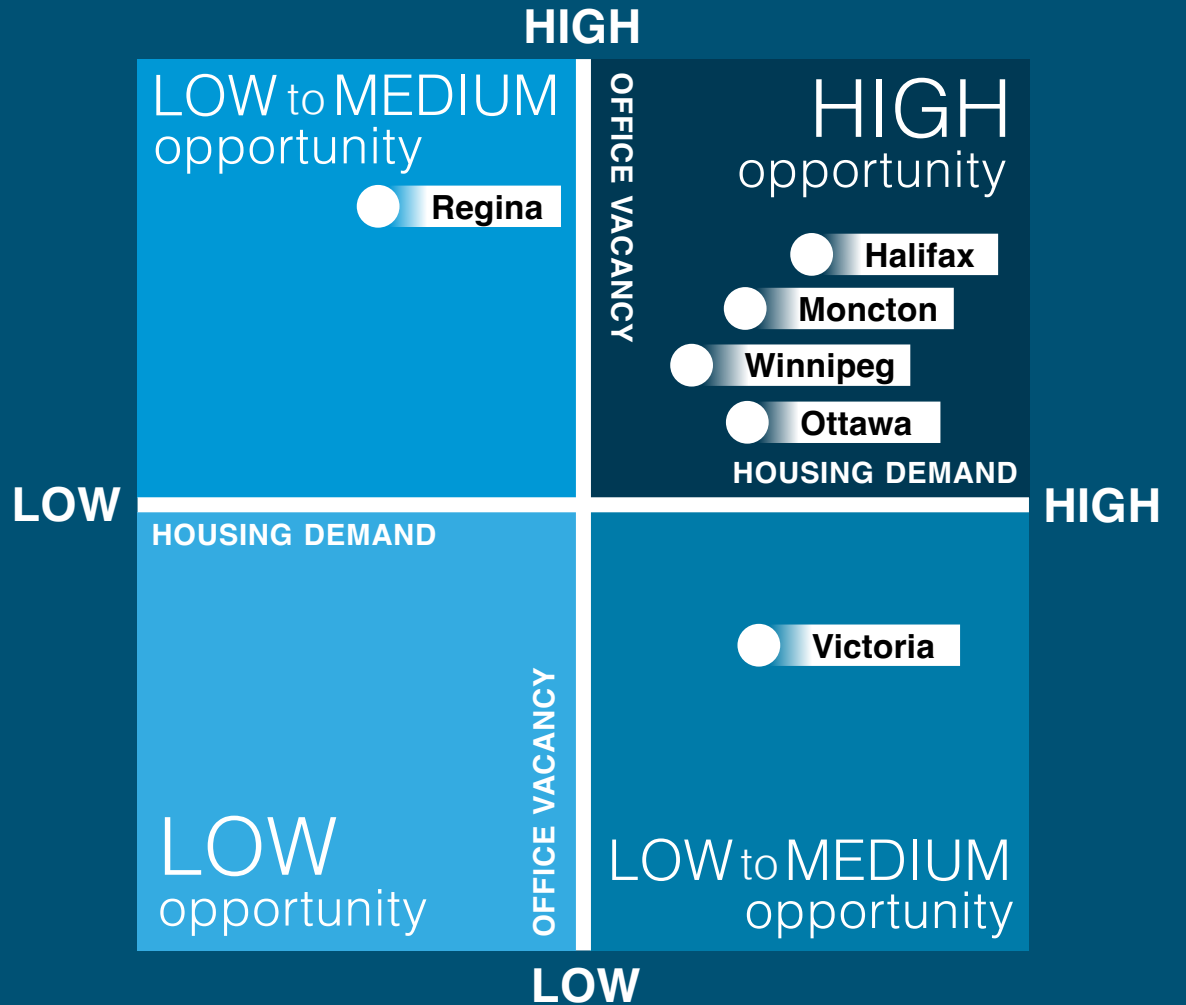 HIGH
LOW to MEDIUM
opportunity
Regina
OFFICE VACANCY
HIGH
opportunity
Halifax
Moncton
Winnipeg
Ottawa
HOUSING DEMAND
LOW
HIGH
HOUSING DEMAND
OFFICE VACANCY
LOW
opportunity
Victoria
LOW to MEDIUM
opportunity
LOW